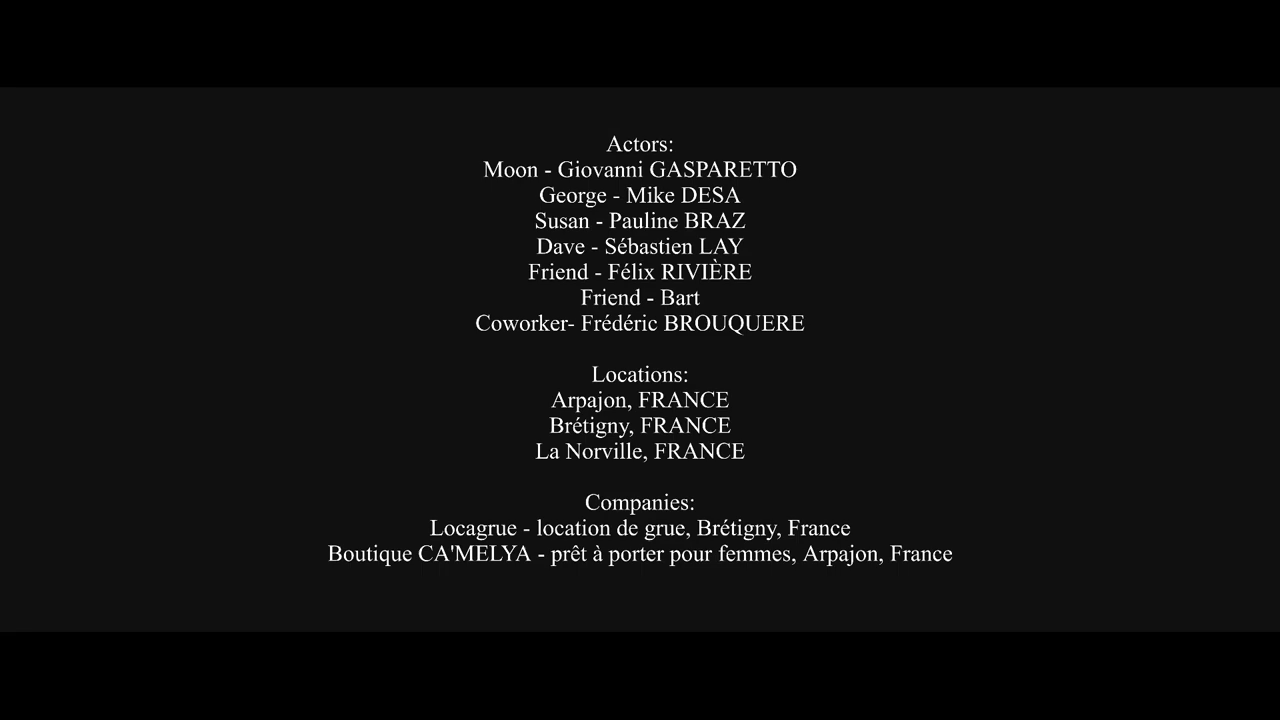 Actors:
Moon - Giovanni GASPARETTO
George - Mike DESA
Susan - Pauline BRAZ
Dave - Sébastien LAY
Friend - Félix RIVIÈRE
Friend - Bart
Coworker- Frédéric BROUQUERE
Locations:
Arpajon, FRANCE
Brétigny, FRANCE
La Norville, FRANCE
Companies:
Locagrue - location de grue, Brétigny, France
Boutique CA'MELYA - prêt à porter pour femmes, Arpajon, France